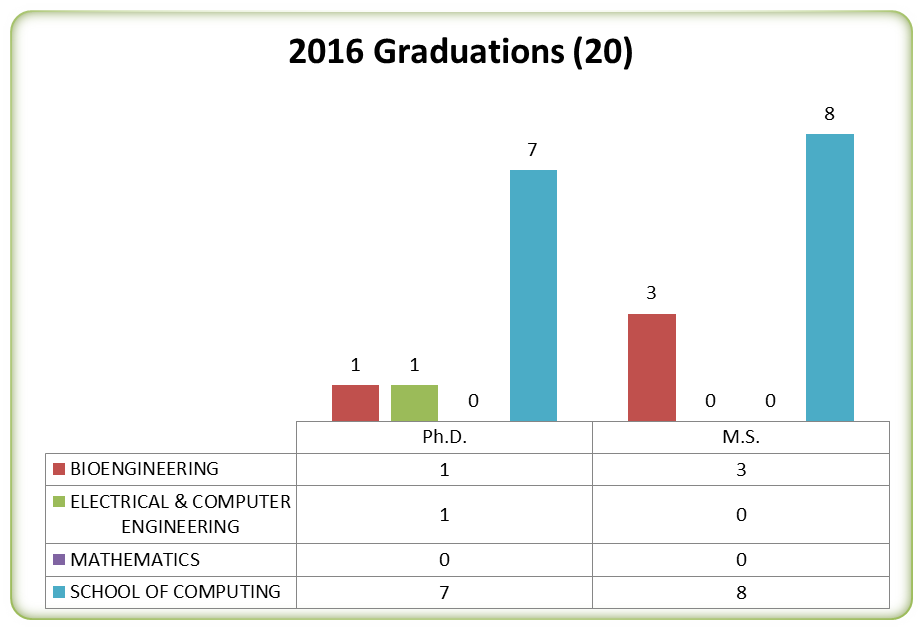 2016 Graduations (20)
8
7
3
1 1
0 0 0
Ph.D. M.S.
BIOENGINEERING 1 3
ELECTRICAL & COMPUTER
ENGINEERING 1 0
MATHEMATICS 0 0
SCHOOL OF COMPUTING 7 8